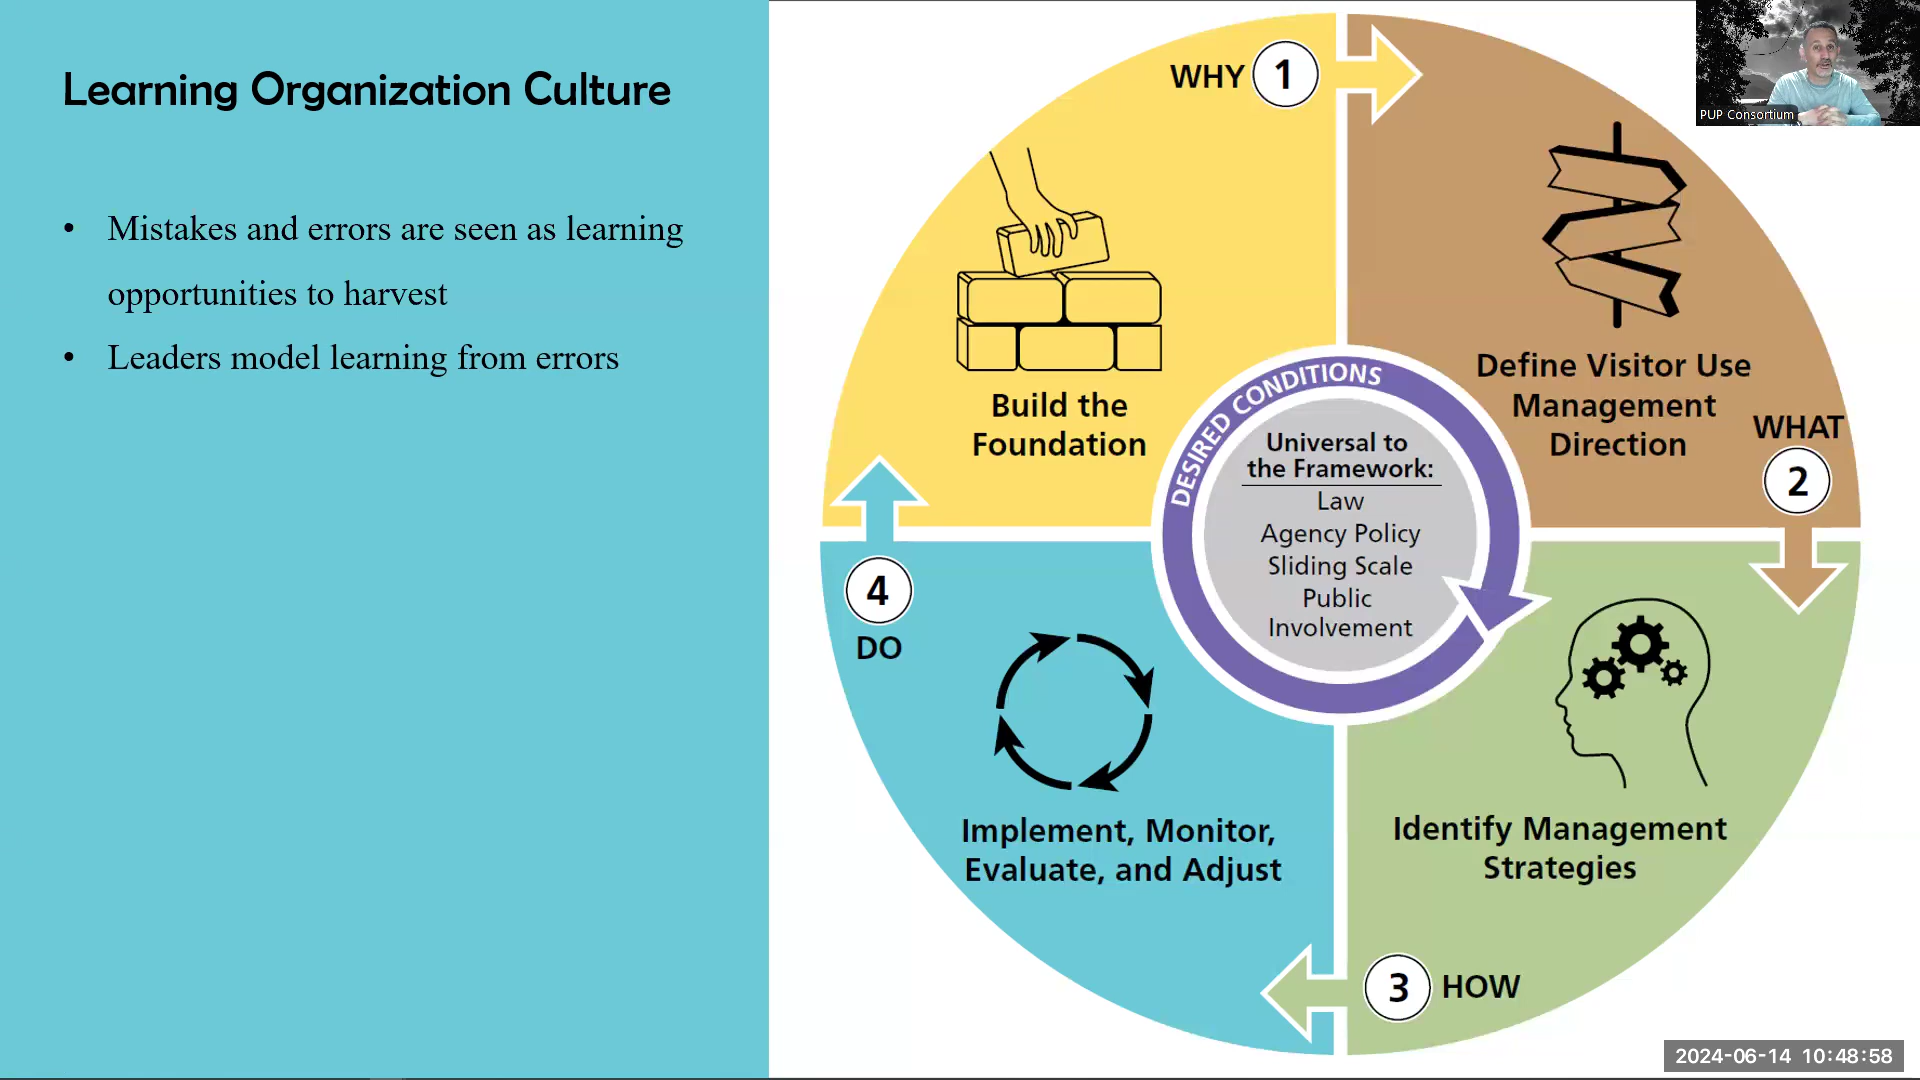 Learning Organization Culture
• Mistakes and errors are seen as learning
opportunities to harvest
• Leaders model learning from errors
WHY 1
Build the
Foundation
Define Visitor Use
Management
Direction
WHAT
2
DESIRED CONDITIONS
Universal to
the Framework:
Law
Agency Policy
Sliding Scale
Public
Involvement
4
DO
Implement, Monitor,
Evaluate, and Adjust
Identify Management
Strategies
3 HOW
PUP Consortium
2024-06-14 10:48:58